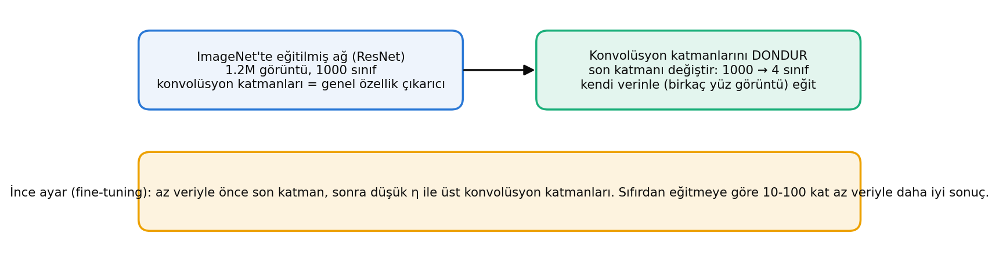 ImageNet'te eğitilmiş ağ (ResNet)
1.2M görüntü, 1000 sınıf
konvolüsyon katmanları = genel özellik çıkarıcı
Konvolüsyon katmanlarını DONDUR
son katmanı değiştir: 1000 → 4 sınıf
kendi verinle (birkaç yüz görüntü) eğit
İnce ayar (fine-tuning): az veriyle önce son katman, sonra düşük η ile üst konvolüsyon katmanları. Sıfırdan eğitmeye göre 10-100 kat az veriyle daha iyi sonuç.